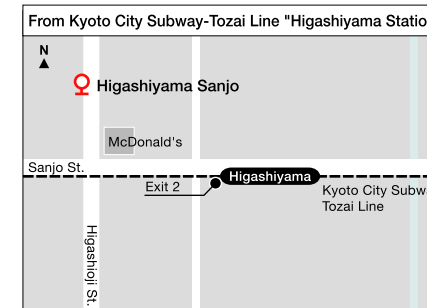 From Kyoto City Subway-Tozai Line "Higashiyama Statio
N
Higashiyama Sanjo
McDonald's
Sanjo St.
Higashiyama
Exit 2
Kyoto City Subw
Tozai Line
Higashioji St.